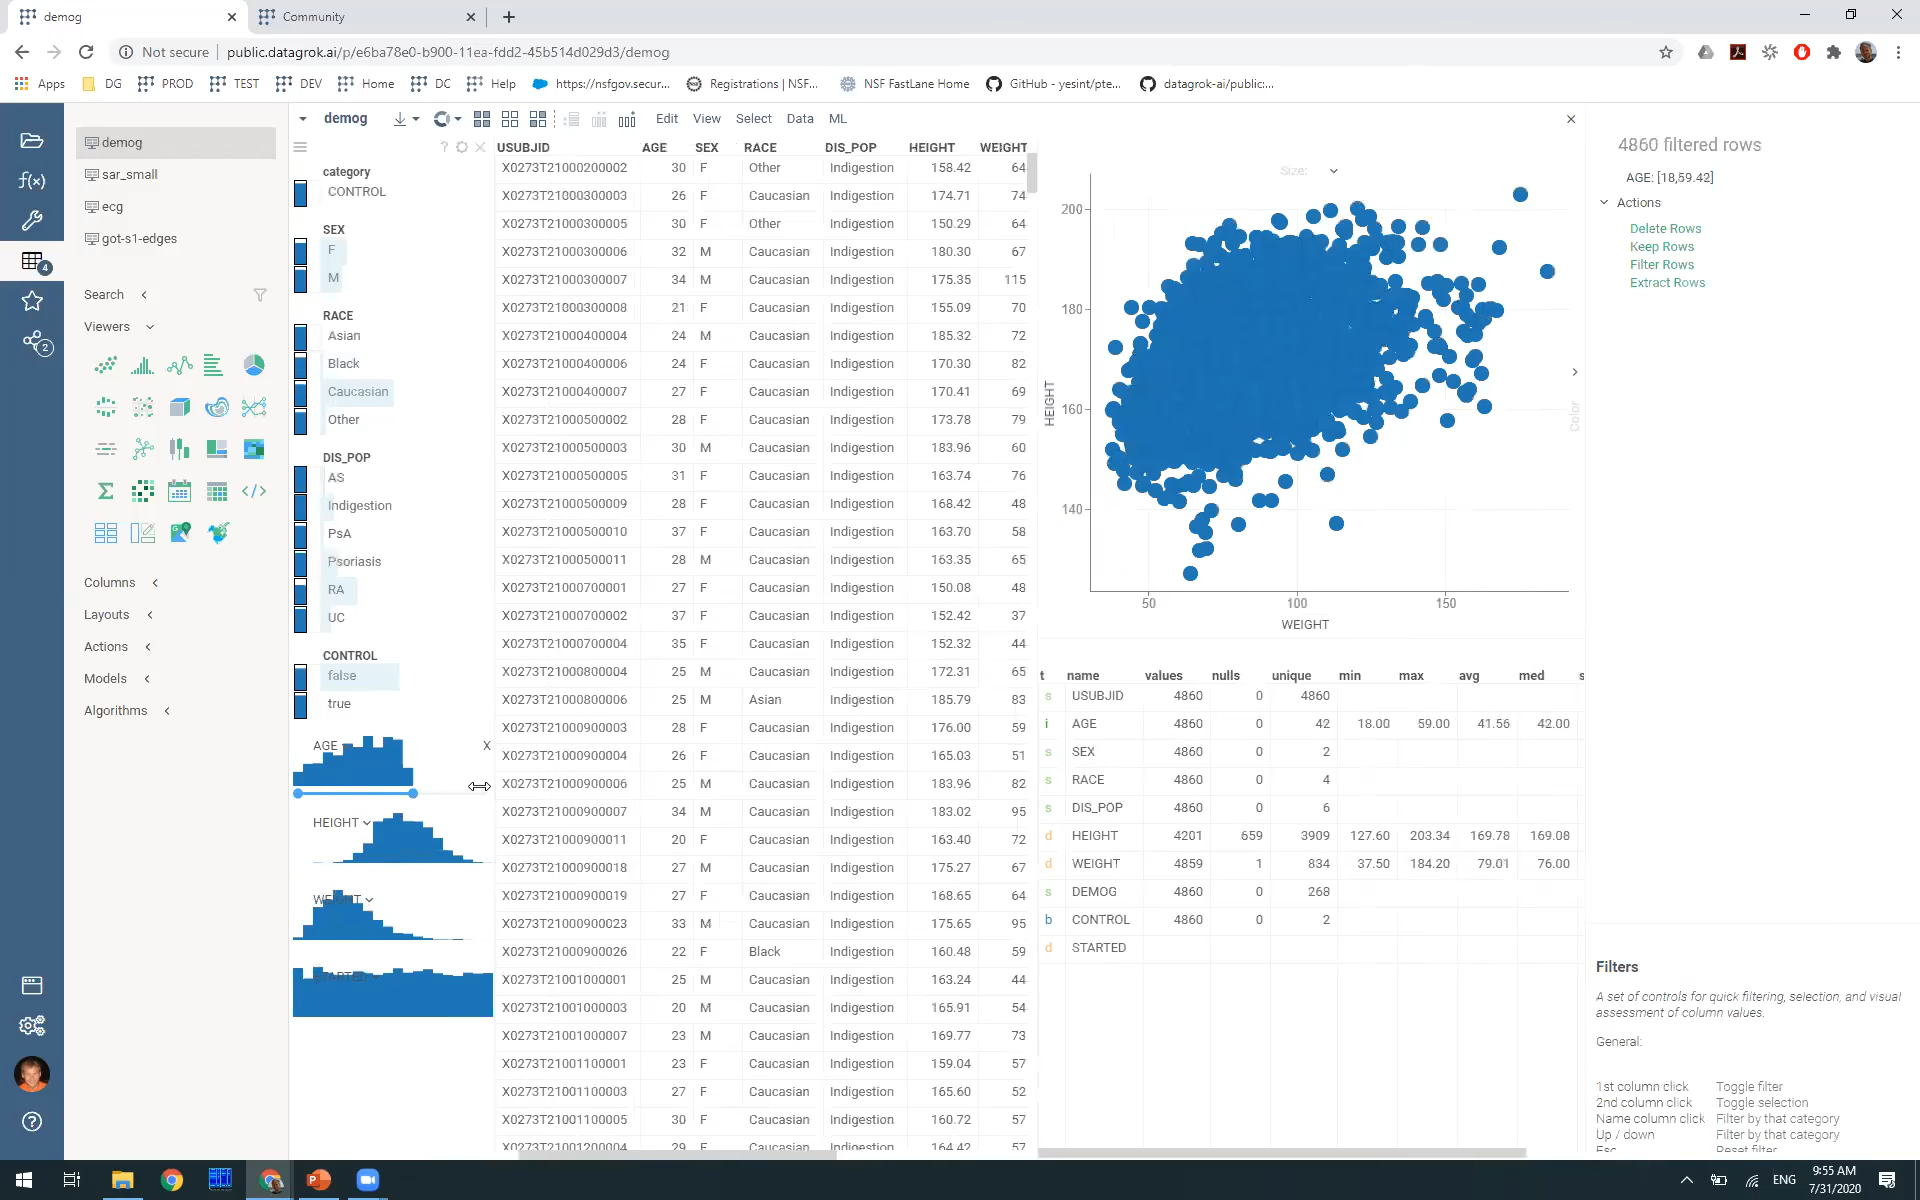 demog
Community
Not secure
public.datagrok.ai/p/e6ba78e0-b900-11ea-fdd2-45b514d029d3/demog
Apps DG PROD TEST DEV Home DC Help https://nsfgov.secur... Registrations | NSF... NSF FastLane Home GitHub - yesint/pte... datagrok-ai/public:...
demog
sar_small
ecg
got-s1-edges
Search
Viewers
Columns
Layouts
Actions
Models
Algorithms
4
2
demog Edit View Select Data ML
category
CONTROL
SEX
F
M
RACE
Asian
Black
Caucasian
Other
DIS_POP
AS
Indigestion
PsA
Psoriasis
RA
UC
CONTROL
false
true
AGE X
HEIGHT
WEIGHT
STARTED
USUBJID AGE SEX RACE DIS_POP HEIGHT WEIGHT
X0273T21000200002 30 F Other Indigestion 158.42 64
X0273T21000300003 26 F Caucasian Indigestion 174.71 74
X0273T21000300005 30 F Other Indigestion 150.29 64
X0273T21000300006 32 M Caucasian Indigestion 180.30 67
X0273T21000300007 34 M Caucasian Indigestion 175.35 115
X0273T21000300008 21 F Caucasian Indigestion 155.09 70
X0273T21000400004 24 M Caucasian Indigestion 185.32 72
X0273T21000400006 24 F Caucasian Indigestion 170.30 82
X0273T21000400007 27 F Caucasian Indigestion 170.41 69
X0273T21000500002 28 F Caucasian Indigestion 173.78 79
X0273T21000500003 30 M Caucasian Indigestion 183.96 60
X0273T21000500005 31 F Caucasian Indigestion 163.74 76
X0273T21000500009 28 F Caucasian Indigestion 168.42 48
X0273T21000500010 37 F Caucasian Indigestion 163.70 58
X0273T21000500011 28 M Caucasian Indigestion 163.35 65
X0273T21000700001 27 F Caucasian Indigestion 150.08 48
X0273T21000700002 37 F Caucasian Indigestion 152.42 37
X0273T21000700004 35 F Caucasian Indigestion 152.32 44
X0273T21000800004 25 M Caucasian Indigestion 172.31 65
X0273T21000800006 25 M Asian Indigestion 185.79 83
X0273T21000900003 28 F Caucasian Indigestion 176.00 59
X0273T21000900004 26 F Caucasian Indigestion 165.03 51
X0273T21000900006 25 M Caucasian Indigestion 183.96 82
X0273T21000900007 34 M Caucasian Indigestion 183.02 95
X0273T21000900011 20 F Caucasian Indigestion 163.40 72
X0273T21000900018 27 M Caucasian Indigestion 175.27 67
X0273T21000900019 27 F Caucasian Indigestion 168.65 64
X0273T21000900023 33 M Caucasian Indigestion 175.65 95
X0273T21000900026 22 F Black Indigestion 160.48 59
X0273T21001000001 25 M Caucasian Indigestion 163.24 44
X0273T21001000003 20 M Caucasian Indigestion 165.91 54
X0273T21001000007 23 M Caucasian Indigestion 169.77 73
X0273T21001100001 23 F Caucasian Indigestion 159.04 57
X0273T21001100003 27 F Caucasian Indigestion 165.60 52
X0273T21001100005 30 F Caucasian Indigestion 160.72 57
X0273T21001200004 29 F Caucasian Indigestion 164.42 57
Size:
200
180
160
140
HEIGHT
Color
50 100 150
WEIGHT
t name values nulls unique min max avg med s
s USUBJID 4860 0 4860
i AGE 4860 0 42 18.00 59.00 41.56 42.00
s SEX 4860 0 2
s RACE 4860 0 4
s DIS_POP 4860 0 6
d HEIGHT 4201 659 3909 127.60 203.34 169.78 169.08
d WEIGHT 4859 1 834 37.50 184.20 79.01 76.00
s DEMOG 4860 0 268
b CONTROL 4860 0 2
d STARTED
4860 filtered rows
AGE: [18,59.42]
Actions
Delete Rows
Keep Rows
Filter Rows
Extract Rows
Filters
A set of controls for quick filtering, selection, and visual
assessment of column values.
General:
1st column click Toggle filter
2nd column click Toggle selection
Name column click Filter by that category
Up / down Filter by that category
Esc Reset filter
ENG
9:55 AM
7/31/2020